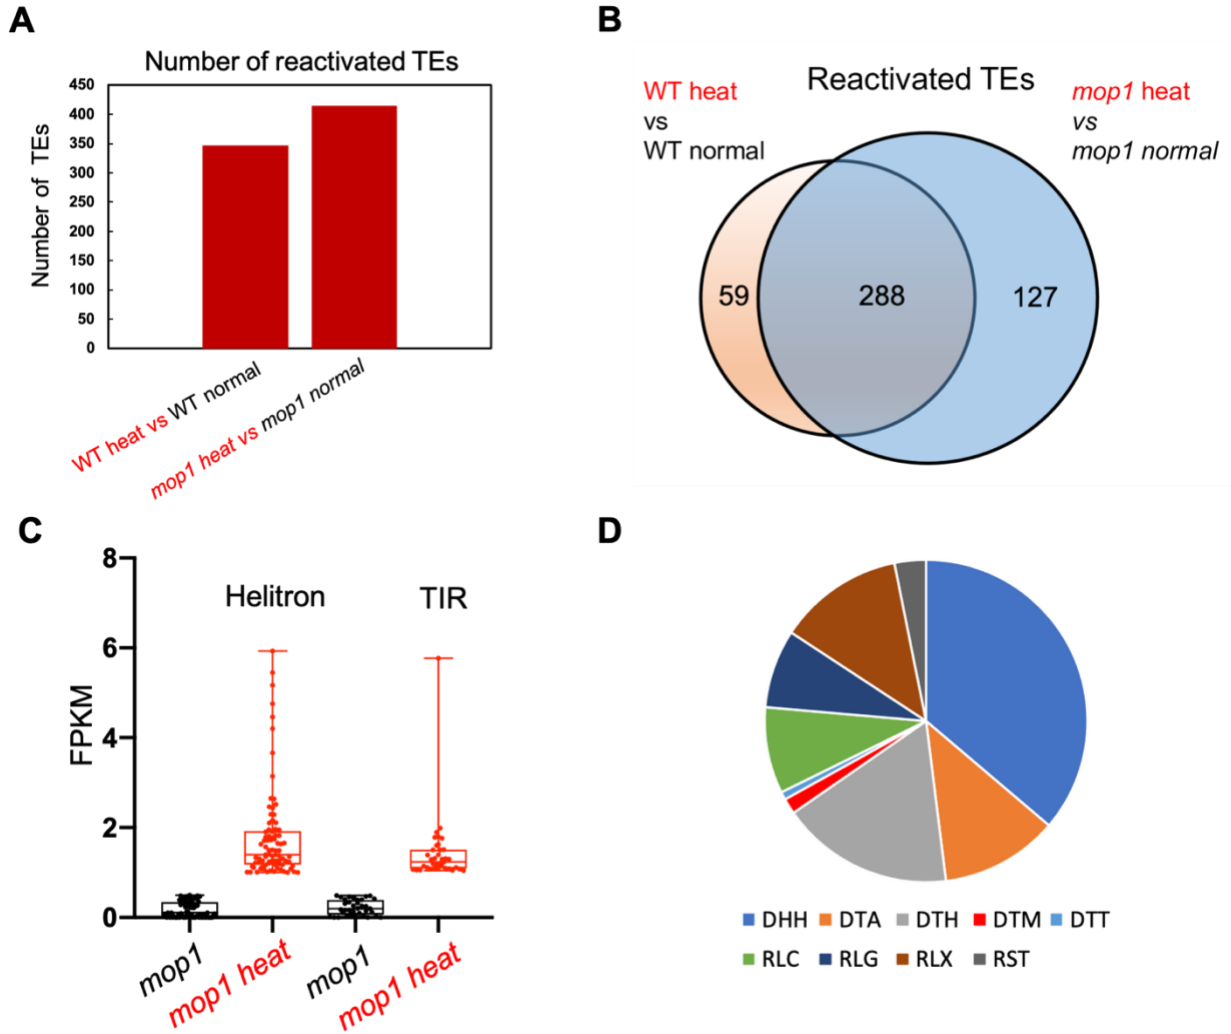 A
Number of reactivated TEs
Number of TEs
450
400
350
300
250
200
150
100
50
0
WT heat vs WT normal
mop1 heat vs mop1 normal
B
Reactivated TEs
WT heat
vs
WT normal
mop1 heat
vs
mop1 normal
59
288
127
C
FPKM
8
6
4
2
0
Helitron
TIR
mop1
mop1 heat
mop1
mop1 heat
D
DHH DTA DTH DTM DTT
RLC RLG RLX RST